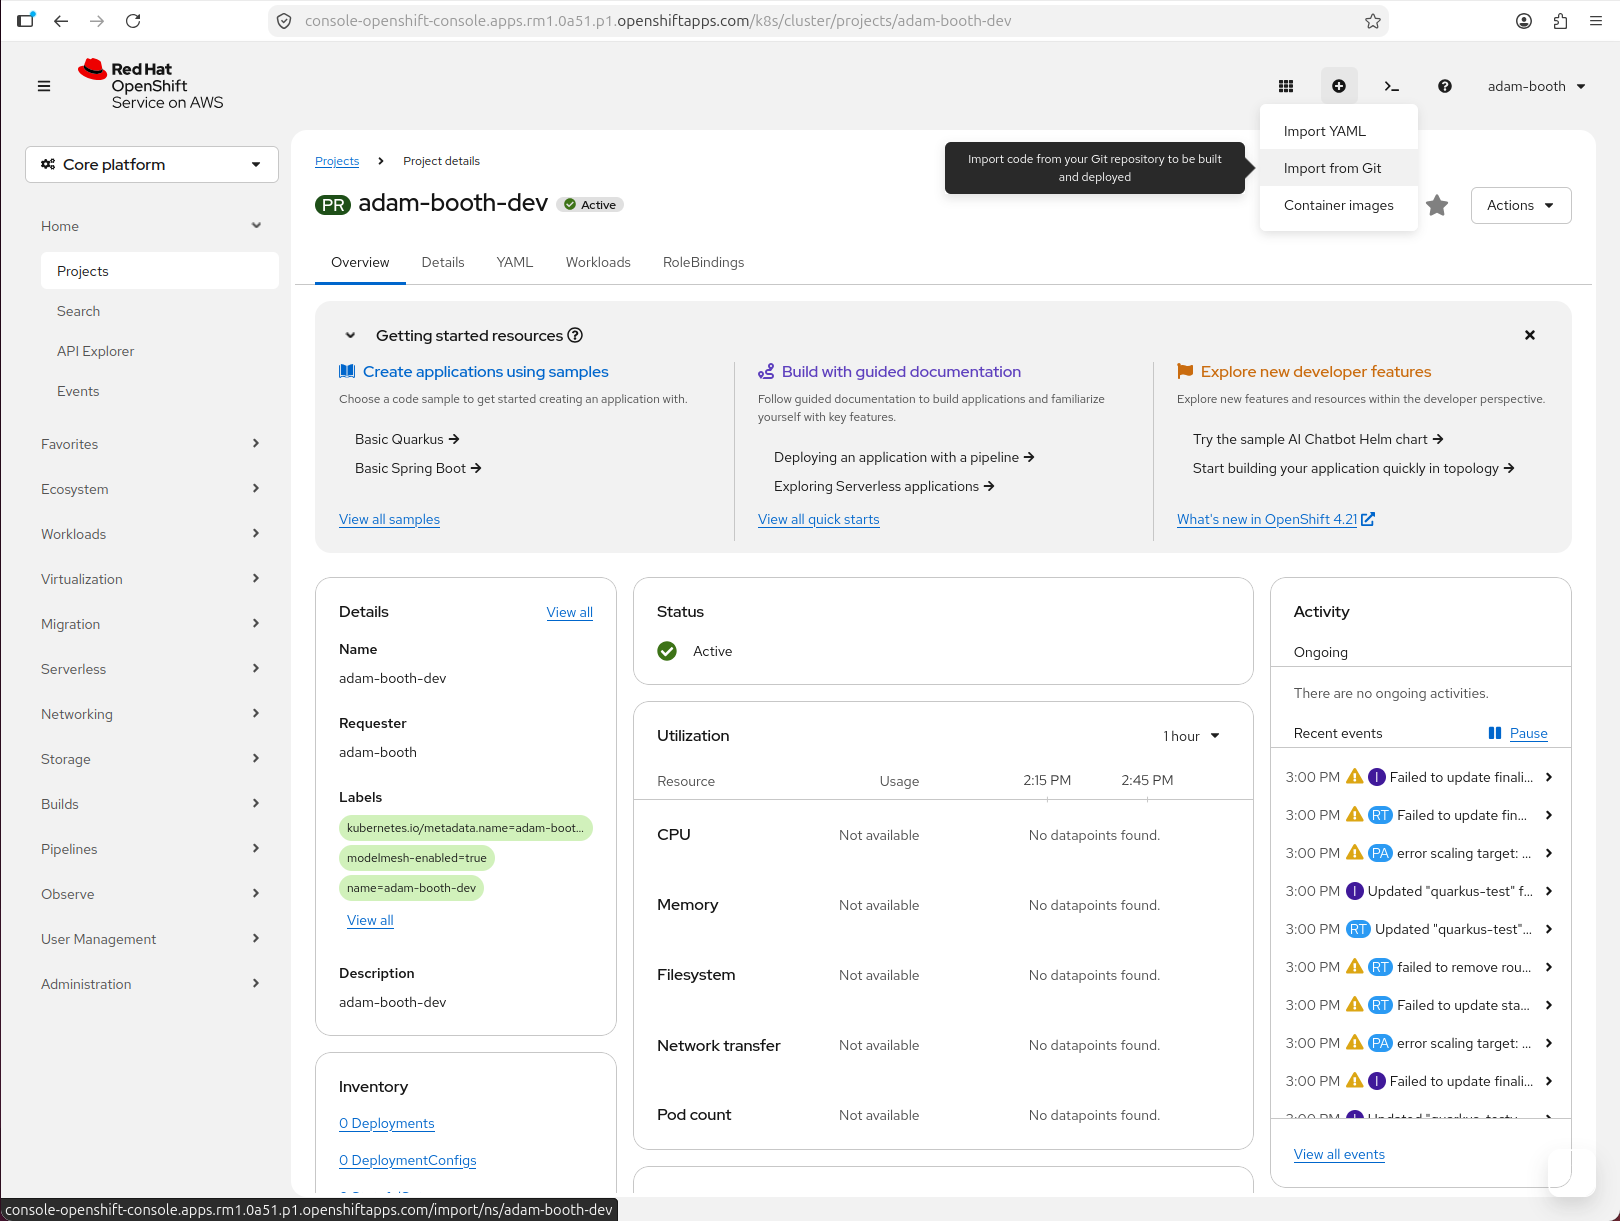 console-openshift-console.apps.rm1.0a51.p1.openshiftapps.com/k8s/cluster/projects/adam-booth-dev
Red Hat
OpenShift
Service on AWS
adam-booth
Import YAML
Import from Git
Container images
Import code from your Git repository to be built
and deployed
Core platform
Home
Projects
Search
API Explorer
Events
Favorites
Ecosystem
Workloads
Virtualization
Migration
Serverless
Networking
Storage
Builds
Pipelines
Observe
User Management
Administration
Projects
Project details
PR adam-booth-dev Active
Actions
Overview Details YAML Workloads RoleBindings
Getting started resources
Create applications using samples
Choose a code sample to get started creating an application with.
Basic Quarkus
Basic Spring Boot
View all samples
Build with guided documentation
Follow guided documentation to build applications and familiarize
yourself with key features.
Deploying an application with a pipeline
Exploring Serverless applications
View all quick starts
Explore new developer features
Explore new features and resources within the developer perspective.
Try the sample AI Chatbot Helm chart
Start building your application quickly in topology
What's new in OpenShift 4.21
Details View all
Name
adam-booth-dev
Requester
adam-booth
Labels
kubernetes.io/metadata.name=adam-boot...
modelmesh-enabled=true
name=adam-booth-dev
View all
Description
adam-booth-dev
Inventory
0 Deployments
0 DeploymentConfigs
Status
Active
Utilization 1 hour
Resource Usage 2:15 PM 2:45 PM
CPU Not available No datapoints found.
Memory Not available No datapoints found.
Filesystem Not available No datapoints found.
Network transfer Not available No datapoints found.
Pod count Not available No datapoints found.
Activity
Ongoing
There are no ongoing activities.
Recent events Pause
3:00 PM I Failed to update finali...
3:00 PM RT Failed to update fin...
3:00 PM PA error scaling target: ...
3:00 PM I Updated "quarkus-test" f...
3:00 PM RT Updated "quarkus-test"...
3:00 PM RT failed to remove rou...
3:00 PM RT Failed to update sta...
3:00 PM PA error scaling target: ...
3:00 PM I Failed to update finali...
View all events
console-openshift-console.apps.rm1.0a51.p1.openshiftapps.com/import/ns/adam-booth-dev